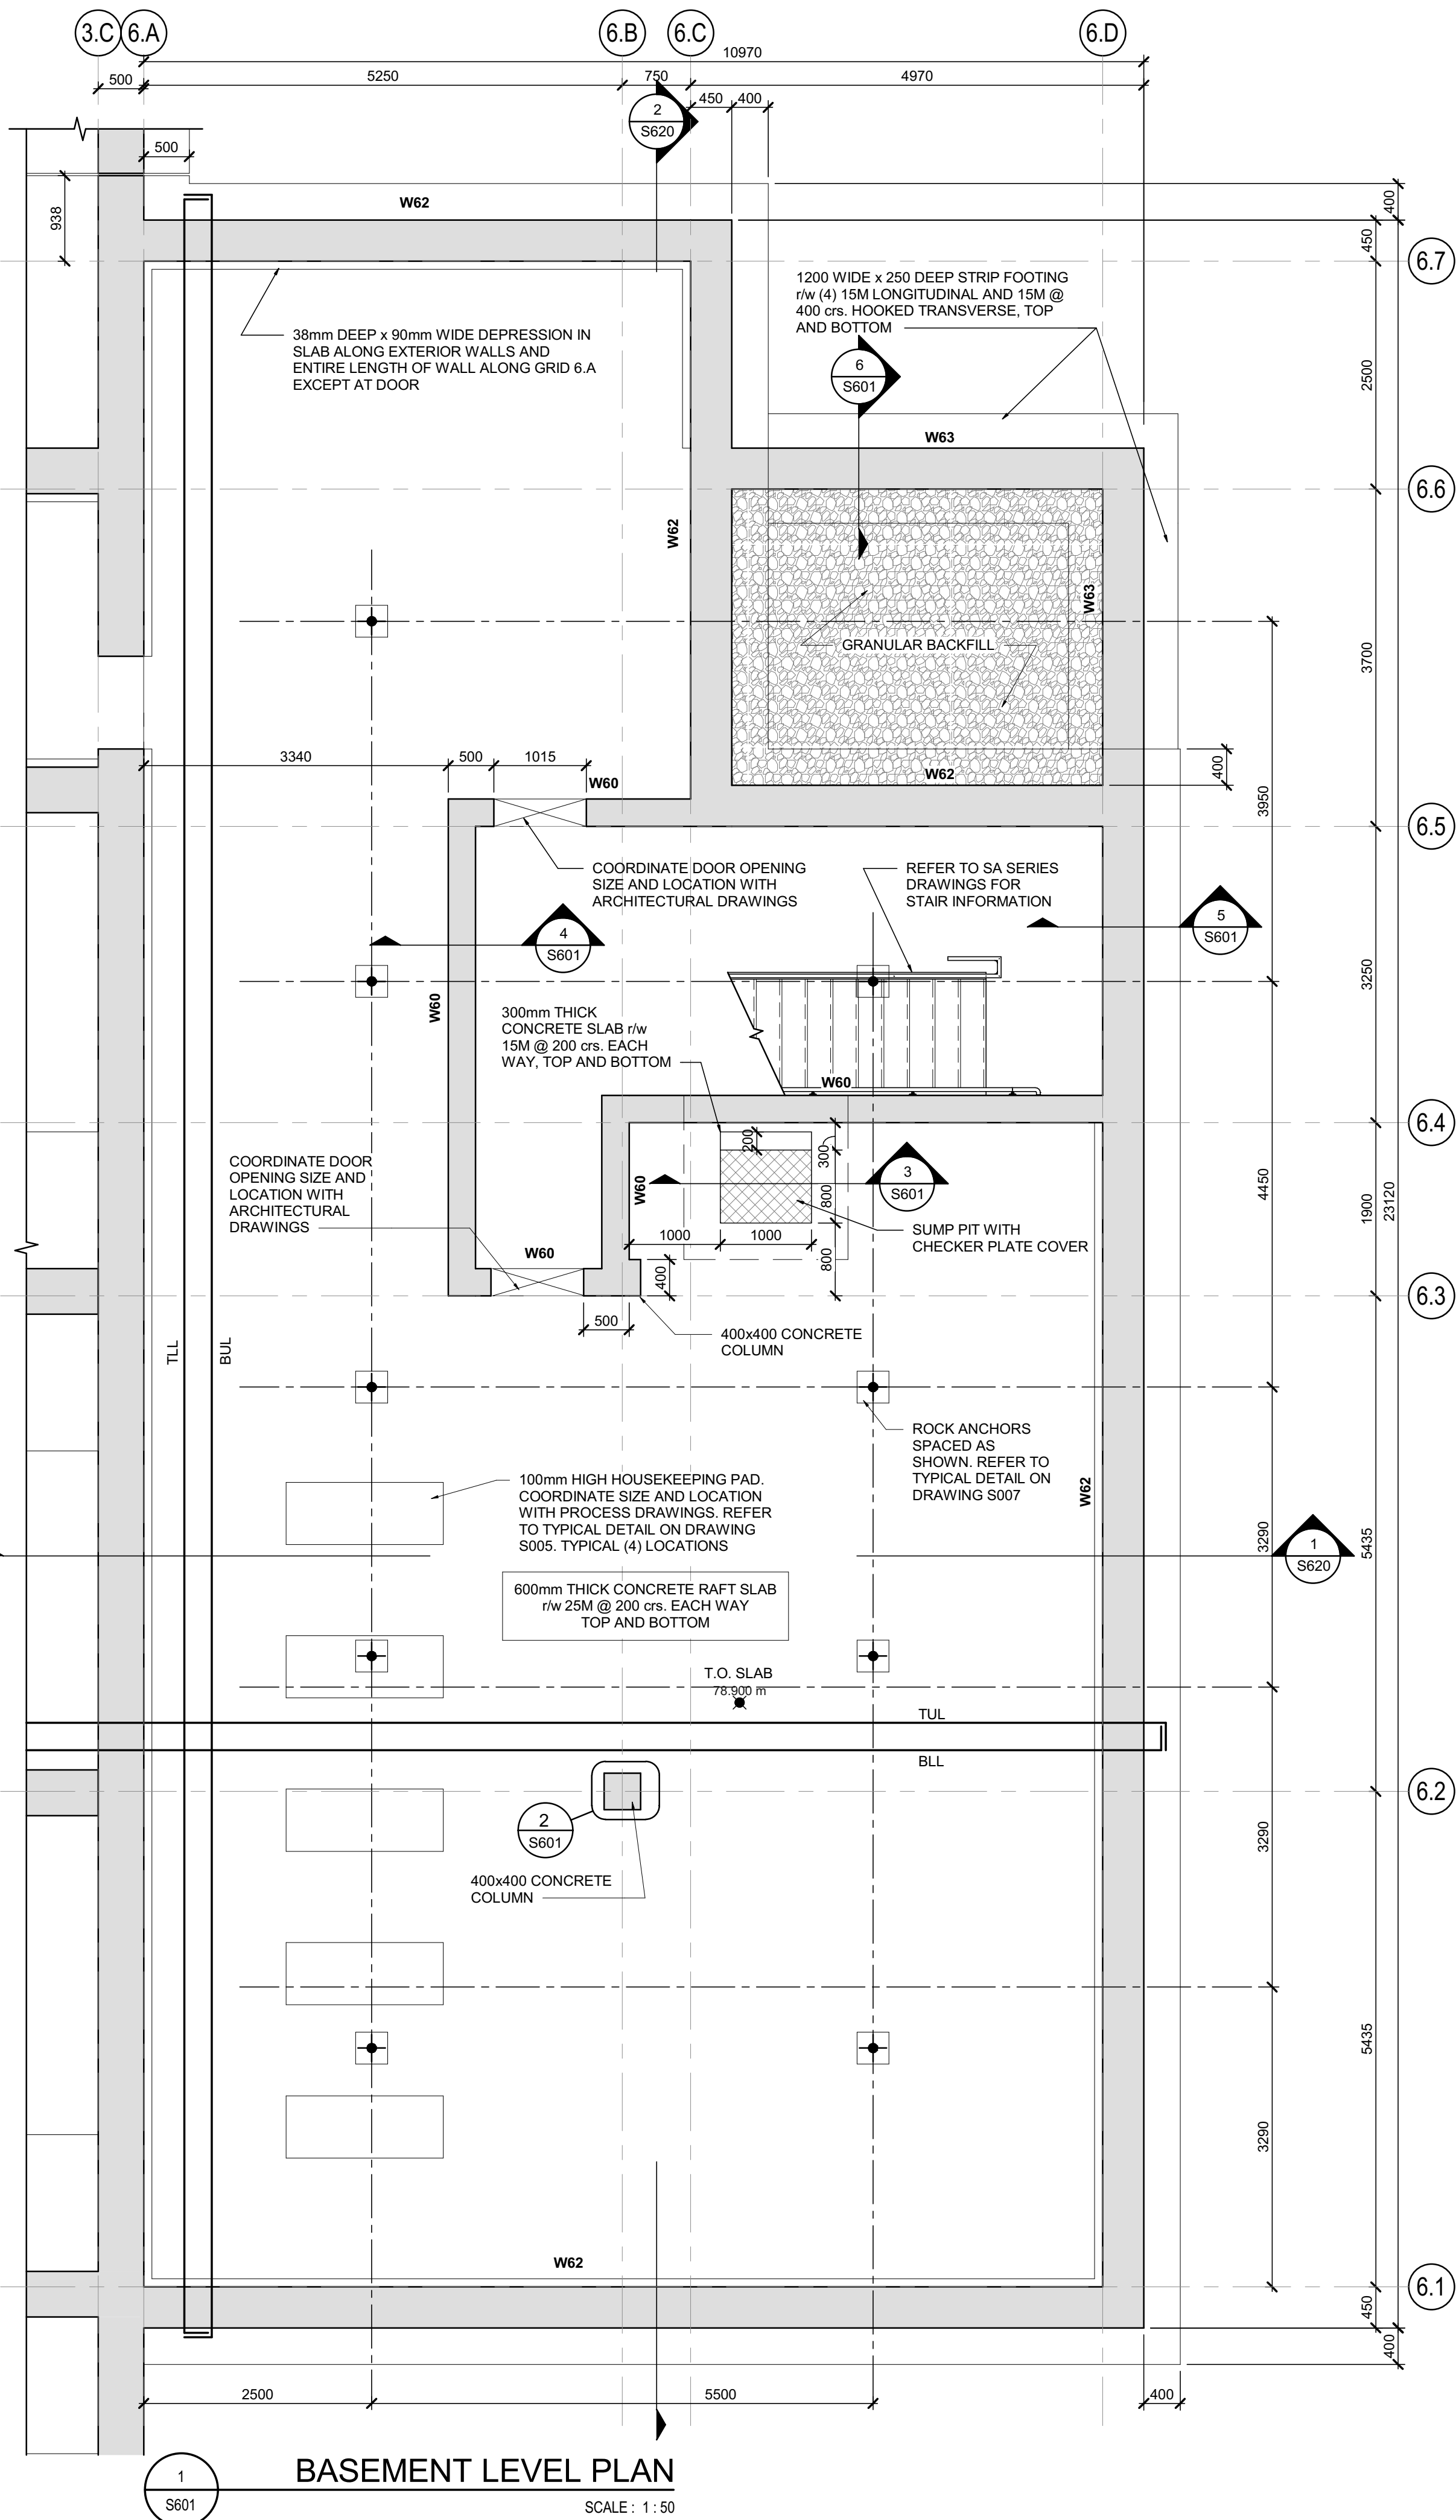 3.C
6.A
6.B
6.C
6.D
10970
500
5250
750
4970
450
400
2
S620
500
938
W62
400
450
6.7
1200 WIDE x 250 DEEP STRIP FOOTING
r/w (4) 15M LONGITUDINAL AND 15M @
400 crs. HOOKED TRANSVERSE, TOP
AND BOTTOM
38mm DEEP x 90mm WIDE DEPRESSION IN
SLAB ALONG EXTERIOR WALLS AND
ENTIRE LENGTH OF WALL ALONG GRID 6.A
EXCEPT AT DOOR
6
S601
2500
W63
6.6
W62
W63
GRANULAR BACKFILL
3700
3340
500
1015
W60
W62
400
3950
6.5
COORDINATE DOOR OPENING
SIZE AND LOCATION WITH
ARCHITECTURAL DRAWINGS
REFER TO SA SERIES
DRAWINGS FOR
STAIR INFORMATION
4
S601
5
S601
W60
3250
300mm THICK
CONCRETE SLAB r/w
15M @ 200 crs. EACH
WAY, TOP AND BOTTOM
W60
6.4
200
300
COORDINATE DOOR
OPENING SIZE AND
LOCATION WITH
ARCHITECTURAL
DRAWINGS
W60
3
S601
800
4450
1900
23120
SUMP PIT WITH
CHECKER PLATE COVER
1000
1000
W60
400
800
6.3
500
400x400 CONCRETE
COLUMN
TLL
BUL
ROCK ANCHORS
SPACED AS
SHOWN. REFER TO
TYPICAL DETAIL ON
DRAWING S007
100mm HIGH HOUSEKEEPING PAD.
COORDINATE SIZE AND LOCATION
WITH PROCESS DRAWINGS. REFER
TO TYPICAL DETAIL ON DRAWING
S005. TYPICAL (4) LOCATIONS
W62
3290
5435
1
S620
600mm THICK CONCRETE RAFT SLAB
r/w 25M @ 200 crs. EACH WAY
TOP AND BOTTOM
T.O. SLAB
78.900 m
TUL
BLL
6.2
2
S601
3290
400x400 CONCRETE
COLUMN
5435
3290
W62
6.1
450
400
2500
5500
400
1
S601
BASEMENT LEVEL PLAN
SCALE : 1 : 50